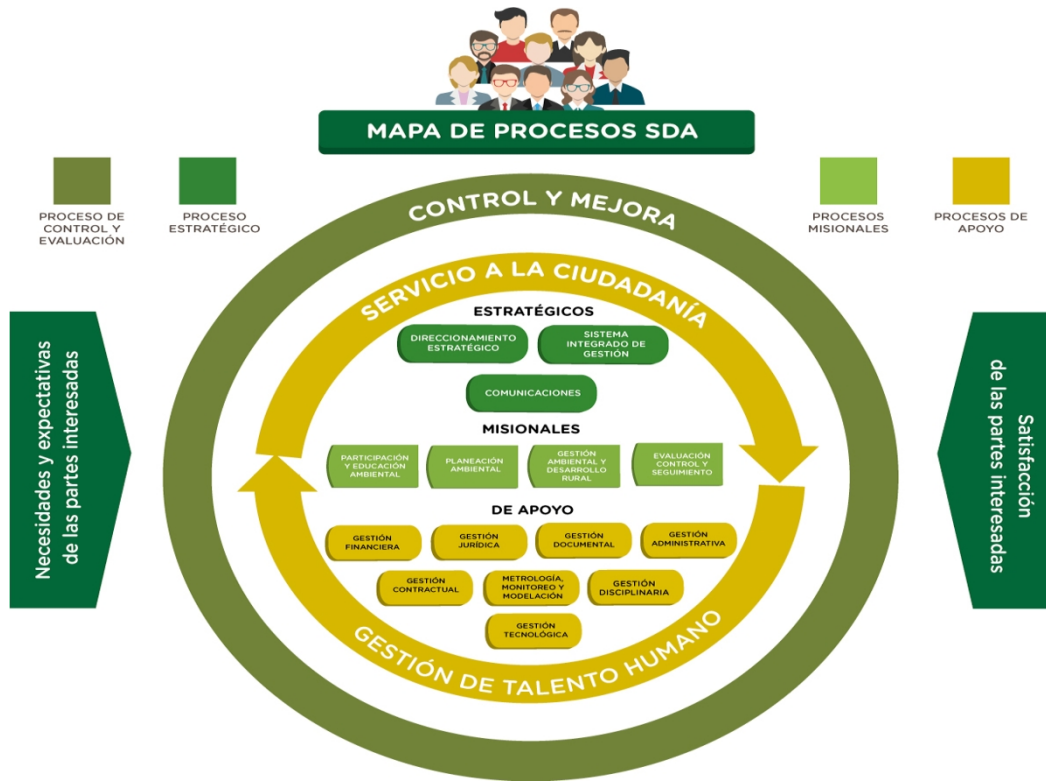 MAPA DE PROCESOS SDA
PROCESO DE
CONTROL Y
EVALUACIÓN
PROCESO
ESTRATÉGICO
PROCESOS
MISIONALES
PROCESOS DE
APOYO
CONTROL Y MEJORA
SERVICIO A LA CIUDADANÍA
Necesidades y expectativas
de las partes interesadas
ESTRATÉGICOS
DIRECCIONAMIENTO
ESTRATÉGICO
SISTEMA
INTEGRADO DE
GESTIÓN
COMUNICACIONES
MISIONALES
PARTICIPACIÓN
Y EDUCACIÓN
AMBIENTAL
PLANEACIÓN
AMBIENTAL
GESTIÓN
AMBIENTAL Y
DESARROLLO
RURAL
EVALUACIÓN
CONTROL Y
SEGUIMIENTO
DE APOYO
GESTIÓN
FINANCIERA
GESTIÓN
JURÍDICA
GESTIÓN
DOCUMENTAL
GESTIÓN
ADMINISTRATIVA
GESTIÓN
CONTRACTUAL
METROLOGÍA,
MONITOREO Y
MODELACIÓN
GESTIÓN
DISCIPLINARIA
GESTIÓN
TECNOLÓGICA
GESTIÓN DE TALENTO HUMANO
Satisfacción
de las partes interesadas